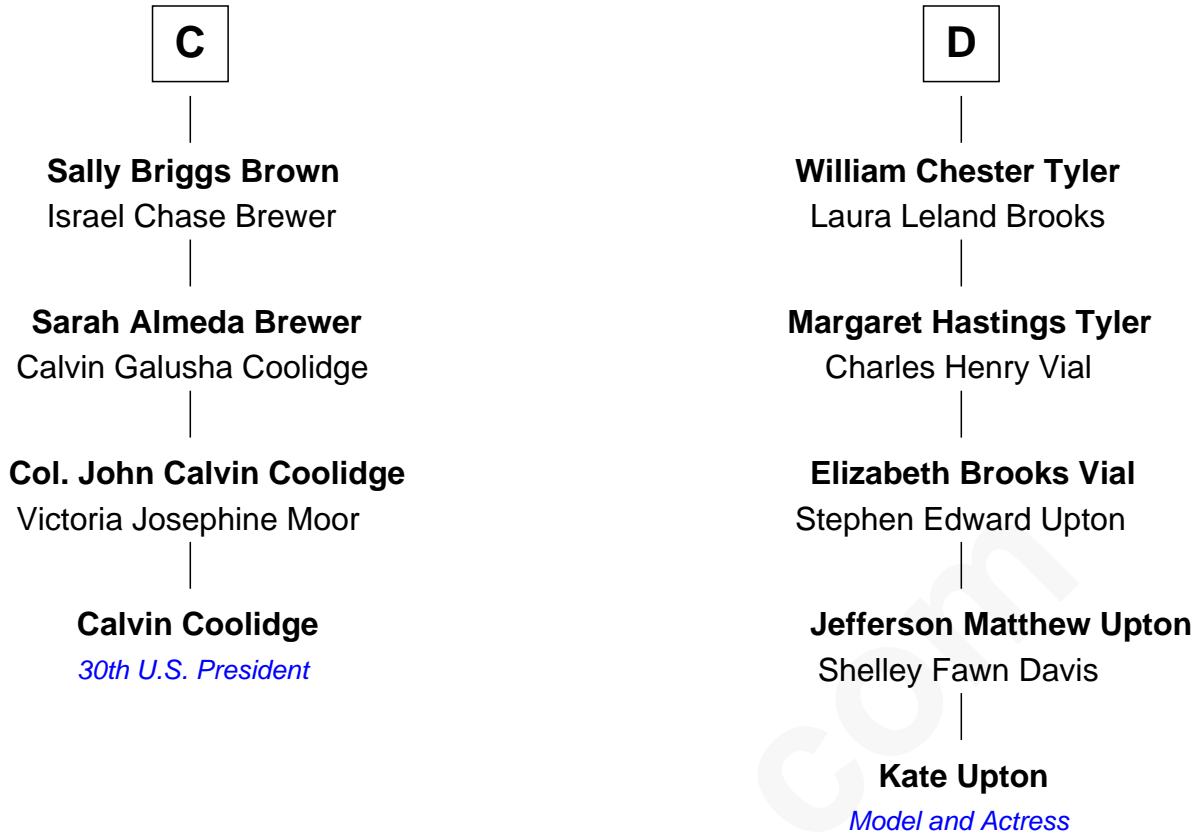 C
Sally Briggs Brown
Israel Chase Brewer
Sarah Almeda Brewer
Calvin Galusha Coolidge
Col. John Calvin Coolidge
Victoria Josephine Moor
Calvin Coolidge
30th U.S. President
D
William Chester Tyler
Laura Leland Brooks
Margaret Hastings Tyler
Charles Henry Vial
Elizabeth Brooks Vial
Stephen Edward Upton
Jefferson Matthew Upton
Shelley Fawn Davis
Kate Upton
Model and Actress
com